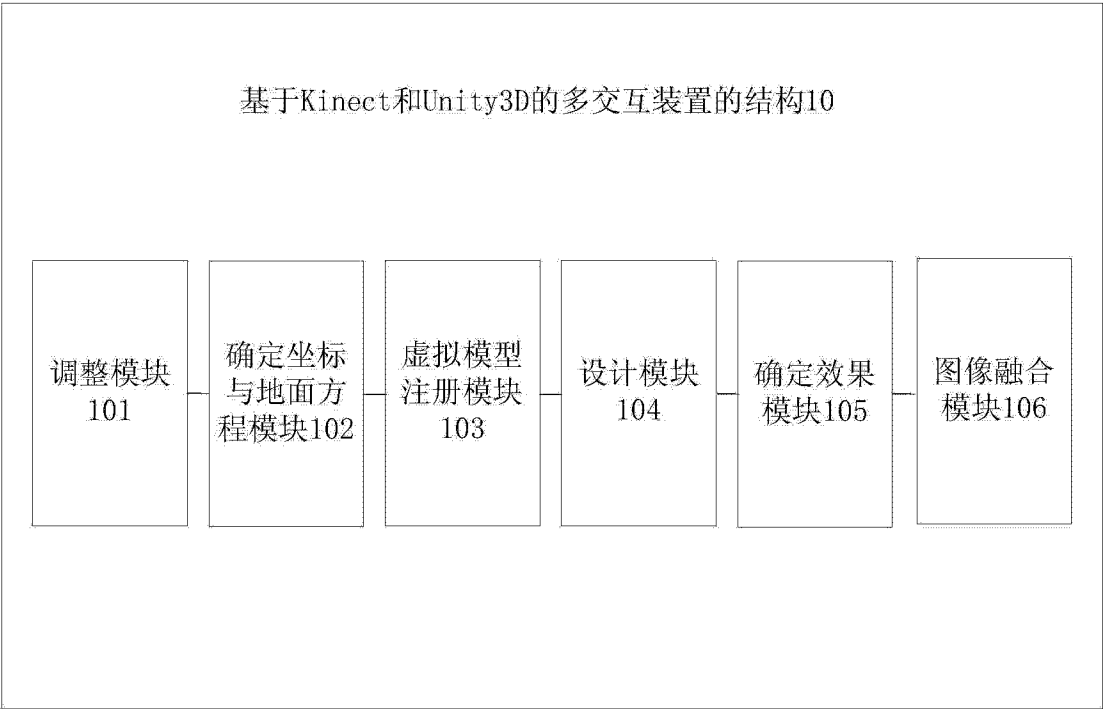 基于Kinect和Unity3D的多交互装置的结构10
调整模块
101
确定坐标
与地面方
程模块102
虚拟模型
注册模块
103
设计模块
104
确定效果
模块105
图像融合
模块106